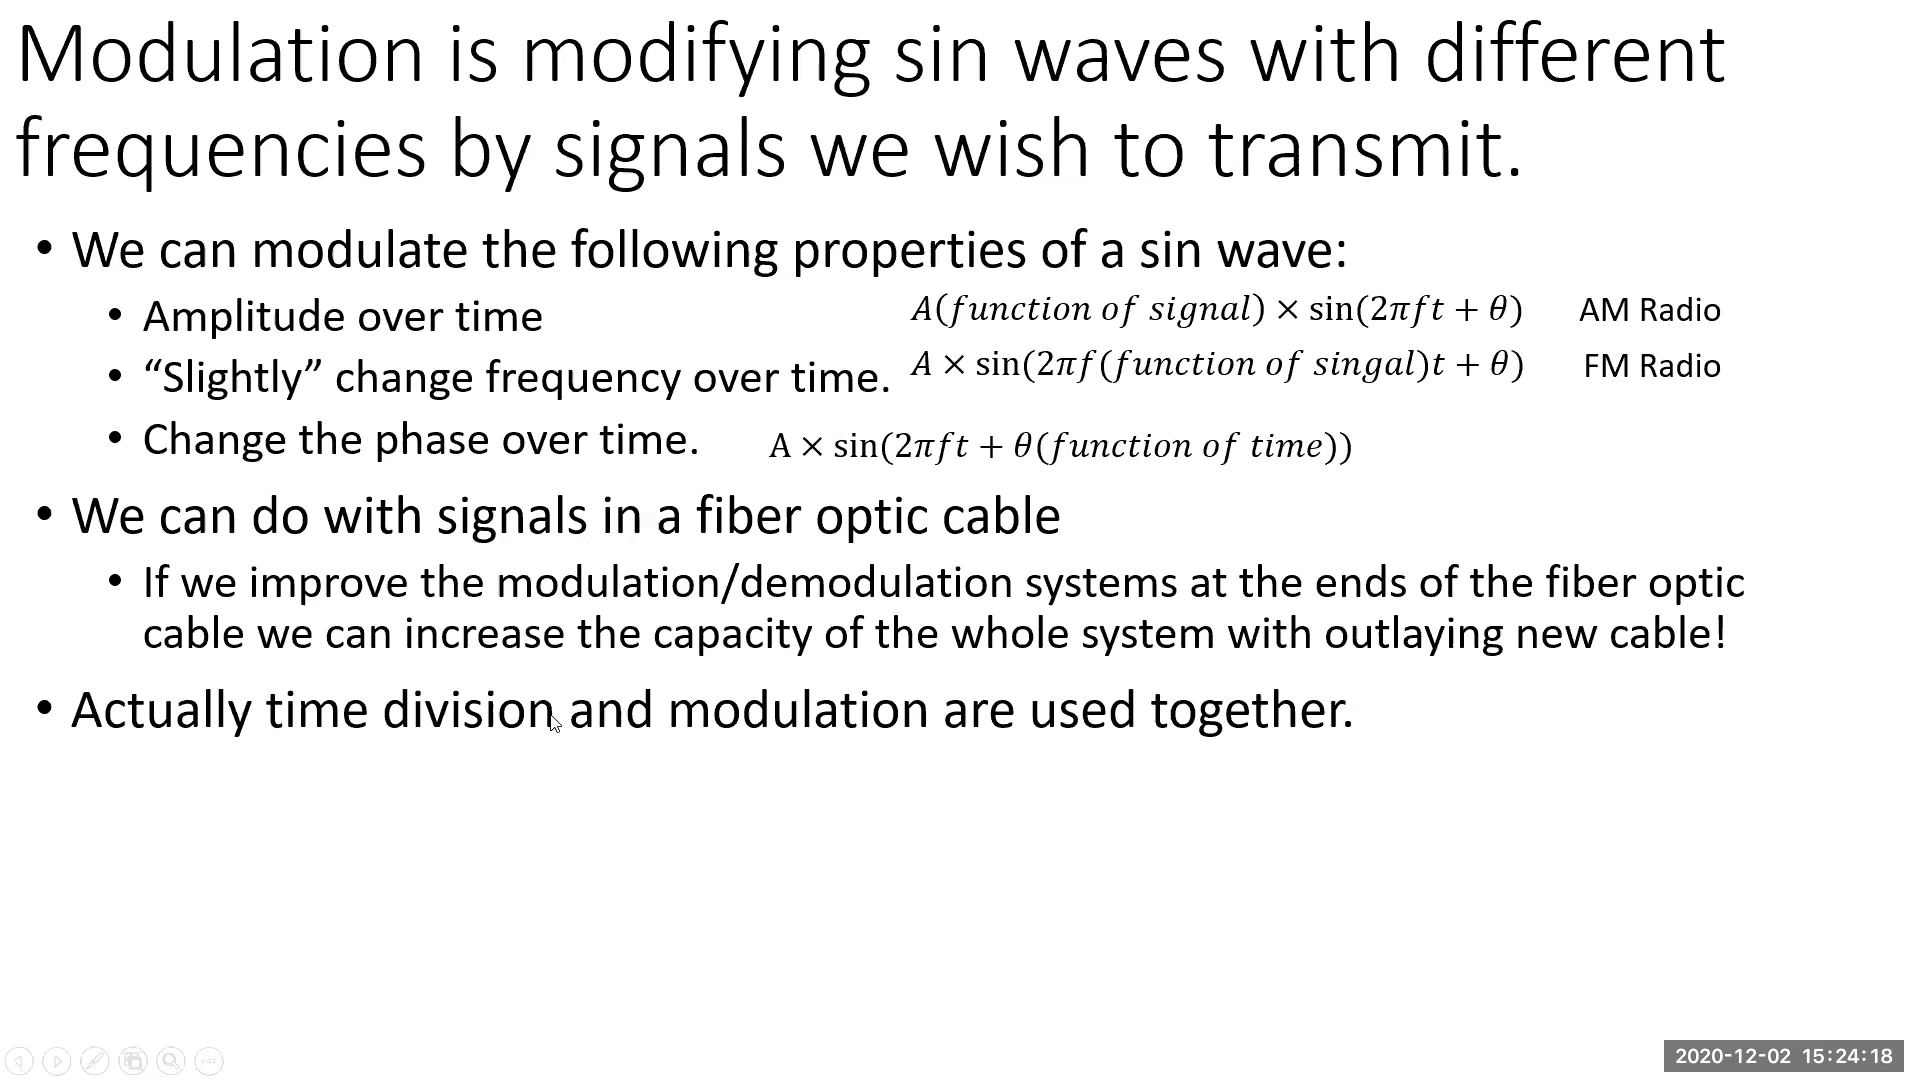 Modulation is modifying sin waves with different
frequencies by signals we wish to transmit.
• We can modulate the following properties of a sin wave:
• Amplitude over time A(function of signal) × sin(2πft + θ) AM Radio
• “Slightly” change frequency over time. A × sin(2πf(function of singal)t + θ) FM Radio
• Change the phase over time. A × sin(2πft + θ(function of time))
• We can do with signals in a fiber optic cable
• If we improve the modulation/demodulation systems at the ends of the fiber optic
cable we can increase the capacity of the whole system with outlaying new cable!
• Actually time division and modulation are used together.
2020-12-02 15:24:18